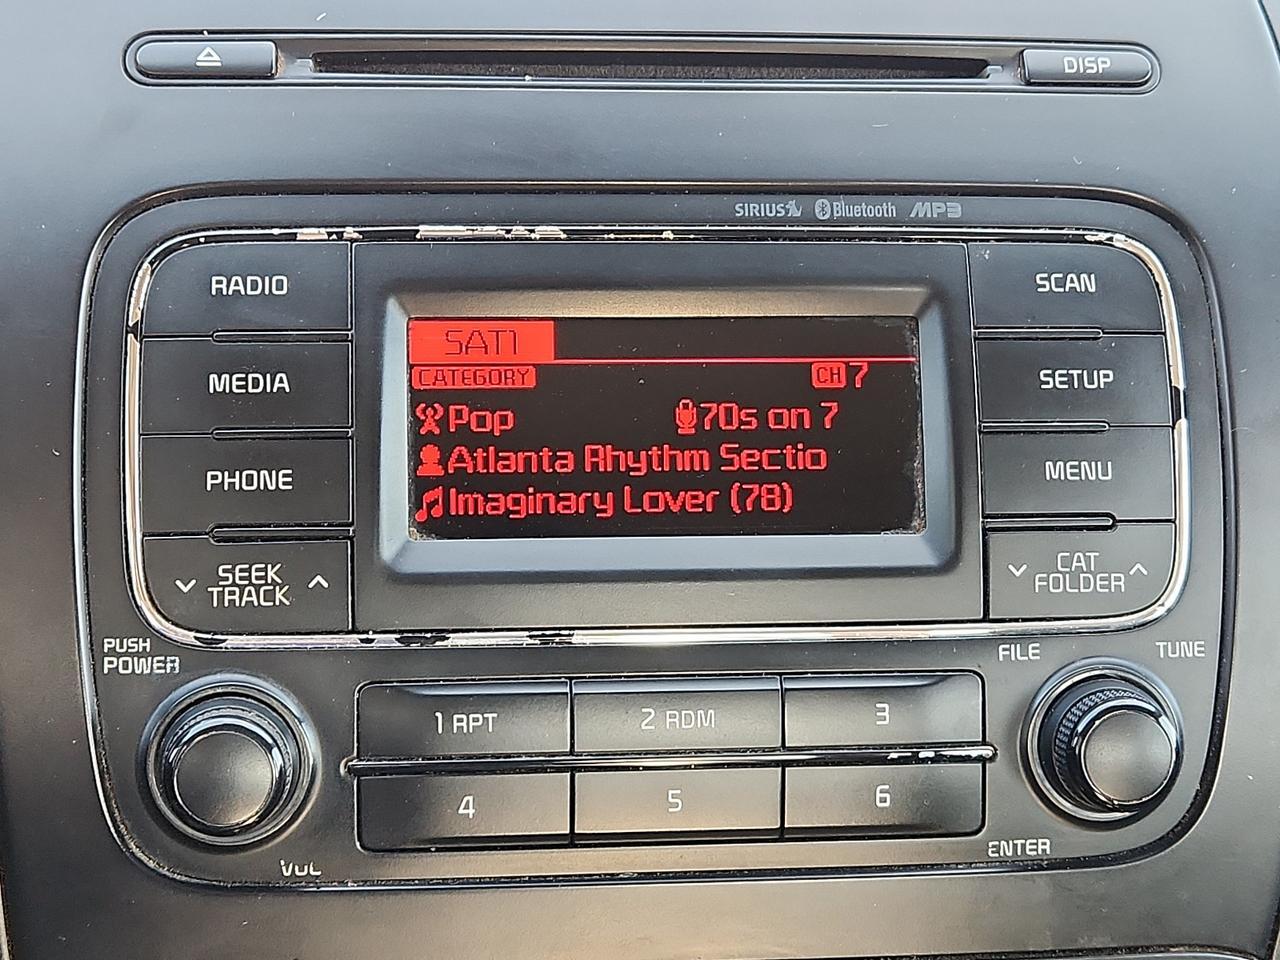 DISP
SIRIUS Bluetooth MP3
RADIO
MEDIA
PHONE
SEEK
TRACK
SAT1
CATEGORY CH 7
Pop 70s on 7
Atlanta Rhythm Sectio
Imaginary Lover (78)
SCAN
SETUP
MENU
CAT
FOLDER
PUSH
POWER
VOL
1 RPT 2 RDM 3
4 5 6
FILE TUNE
ENTER